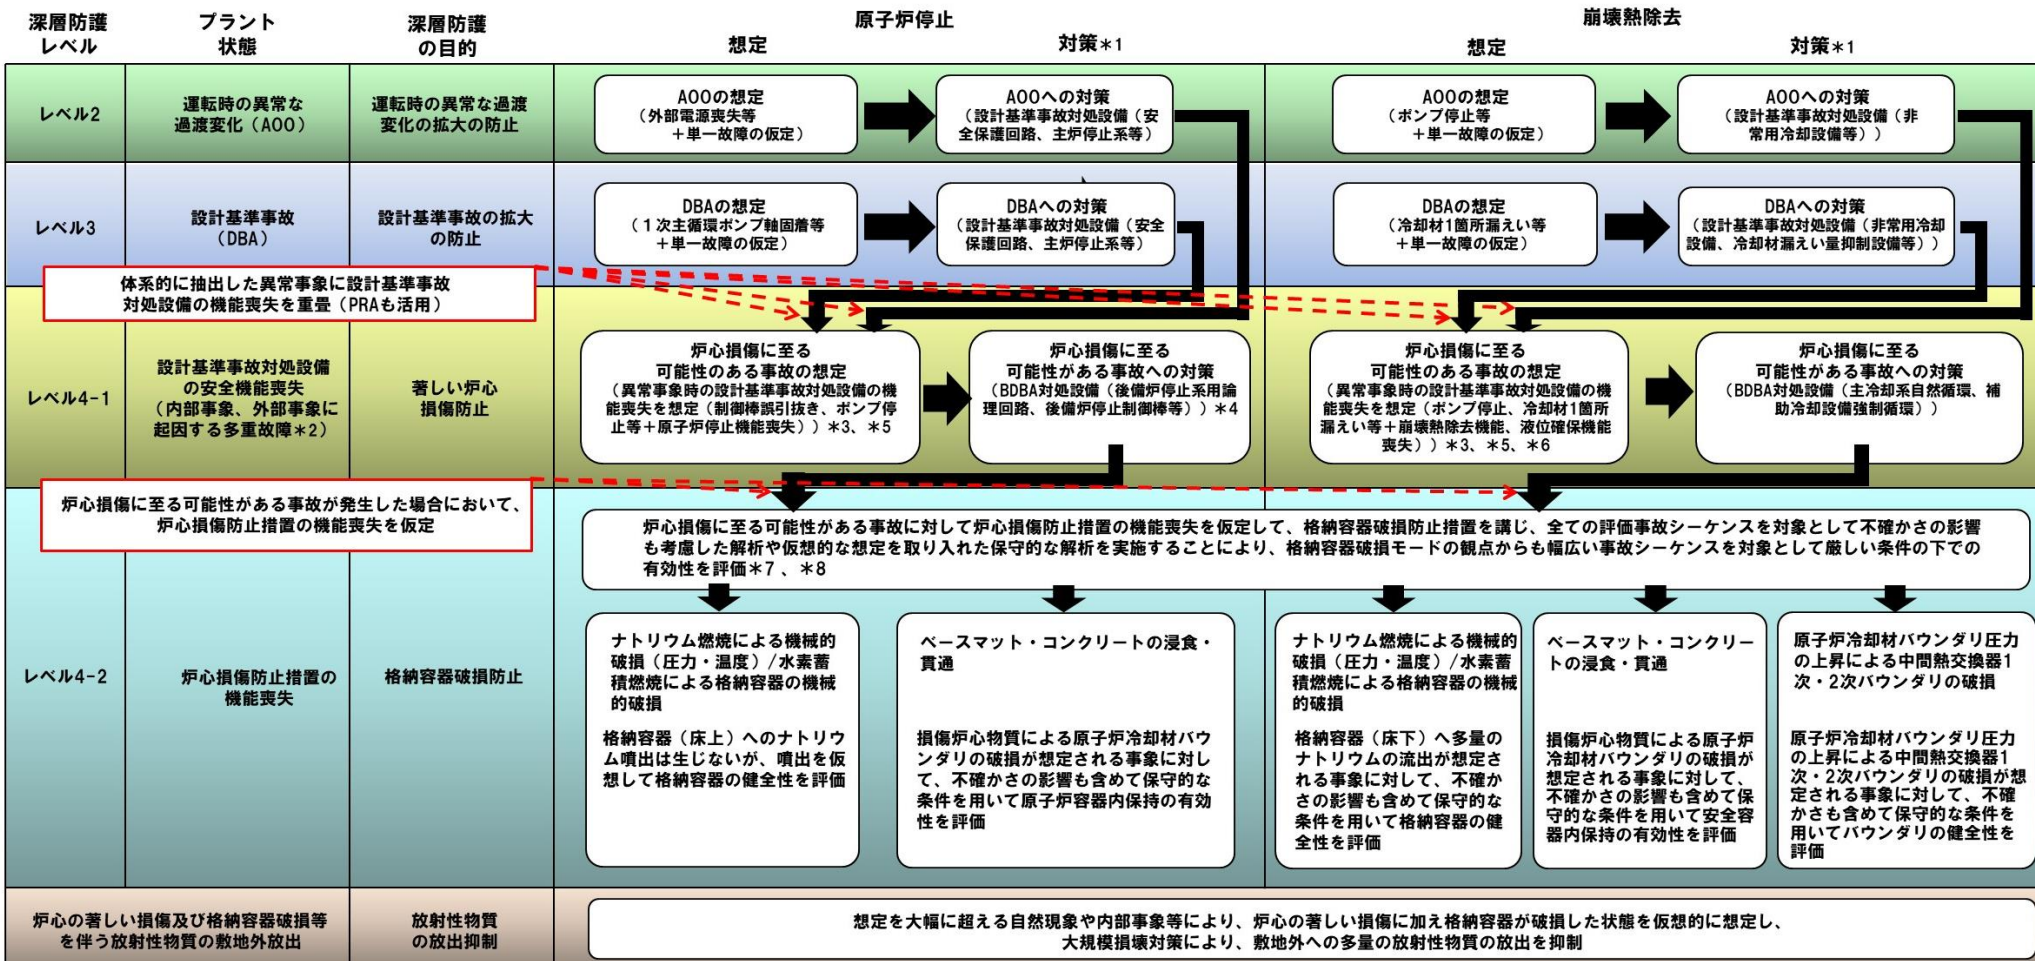 深層防護
レベル
プラント
状態
深層防護
の目的
原子炉停止
想定
対策＊1
崩壊熱除去
想定
対策＊1
レベル2
運転時の異常な
過渡変化（AOO）
運転時の異常な過渡
変化の拡大の防止
AOOの想定
（外部電源喪失等
＋単一故障の仮定）
AOOへの対策
（設計基準事故対処設備（安
全保護回路、主炉停止系等）
AOOの想定
（ポンプ停止等
＋単一故障の仮定）
AOOへの対策
（設計基準事故対処設備（非
常用冷却設備等））
レベル3
設計基準事故
（DBA）
設計基準事故の拡大
の防止
DBAの想定
（１次主循環ポンプ軸固着等
＋単一故障の仮定）
DBAへの対策
（設計基準事故対処設備（安全
保護回路、主炉停止系等）
DBAの想定
（冷却材1箇所漏えい等
＋単一故障の仮定）
DBAへの対策
（設計基準事故対処設備（非常用冷却
設備、冷却材漏えい量抑制設備等））
体系的に抽出した異常事象に設計基準事故
対処設備の機能喪失を重畳（PRAも活用）
レベル4-1
設計基準事故対処設備
の安全機能喪失
（内部事象、外部事象に
起因する多重故障＊2）
著しい炉心
損傷防止
炉心損傷に至る
可能性のある事故の想定
（異常事象時の設計基準事故対処設備の機
能喪失を想定（制御棒誤引抜き、ポンプ停
止等＋原子炉停止機能喪失））＊3、＊5
炉心損傷に至る
可能性がある事故への対策
（BDBA対処設備（後備炉停止系用論
理回路、後備炉停止制御棒等））＊4
炉心損傷に至る
可能性のある事故の想定
（異常事象時の設計基準事故対処設備の機
能喪失を想定（ポンプ停止、冷却材1箇所
漏えい等＋崩壊熱除去機能、液位確保機能
喪失））＊3、＊5、＊6
炉心損傷に至る
可能性がある事故への対策
（BDBA対処設備（主冷却系自然循環、補
助冷却設備強制循環））
炉心損傷に至る可能性がある事故が発生した場合において、
炉心損傷防止措置の機能喪失を仮定
炉心損傷に至る可能性がある事故に対して炉心損傷防止措置の機能喪失を仮定して、格納容器破損防止措置を講じ、全ての評価事故シーケンスを対象として不確かさの影響
も考慮した解析や仮想的な想定を取り入れた保守的な解析を実施することにより、格納容器破損モードの観点からも幅広い事故シーケンスを対象として厳しい条件の下での
有効性を評価＊7 、＊8
レベル4-2
炉心損傷防止措置の
機能喪失
格納容器破損防止
ナトリウム燃焼による機械的
破損（圧力・温度）/水素蓄
積燃焼による格納容器の機械
的破損
格納容器（床上）へのナトリウ
ム噴出は生じないが、噴出を仮
想して格納容器の健全性を評価
ベースマット・コンクリートの浸食・
貫通
損傷炉心物質による原子炉冷却材バウ
ンダリの破損が想定される事象に対し
て、不確かさの影響も含めて保守的な
条件を用いて原子炉容器内保持の有効
性を評価
ナトリウム燃焼による機械的
破損（圧力・温度）/水素蓄
積燃焼による格納容器の機械
的破損
格納容器（床下）へ多量の
ナトリウムの流出が想定さ
れる事象に対して、不確か
さの影響も含めて保守的な
条件を用いて格納容器の健
全性を評価
ベースマット・コンクリー
トの浸食・貫通
損傷炉心物質による原子炉
冷却材バウンダリの破損が
想定される事象に対して、
不確かさの影響も含めて保
守的な条件を用いて安全容
器内保持の有効性を評価
原子炉冷却材バウンダリ圧力
の上昇による中間熱交換器1
次・2次バウンダリの破損
原子炉冷却材バウンダリ圧力
の上昇による中間熱交換器1
次・2次バウンダリの破損が想
定される事象に対して、不確
かさも含めて保守的な条件を
用いてバウンダリの健全性を
評価
炉心の著しい損傷及び格納容器破損等
を伴う放射性物質の敷地外放出
放射性物質
の放出抑制
想定を大幅に超える自然現象や内部事象等により、炉心の著しい損傷に加え格納容器が破損した状態を仮想的に想定し、
大規模損壊対策により、敷地外への多量の放射性物質の放出を抑制